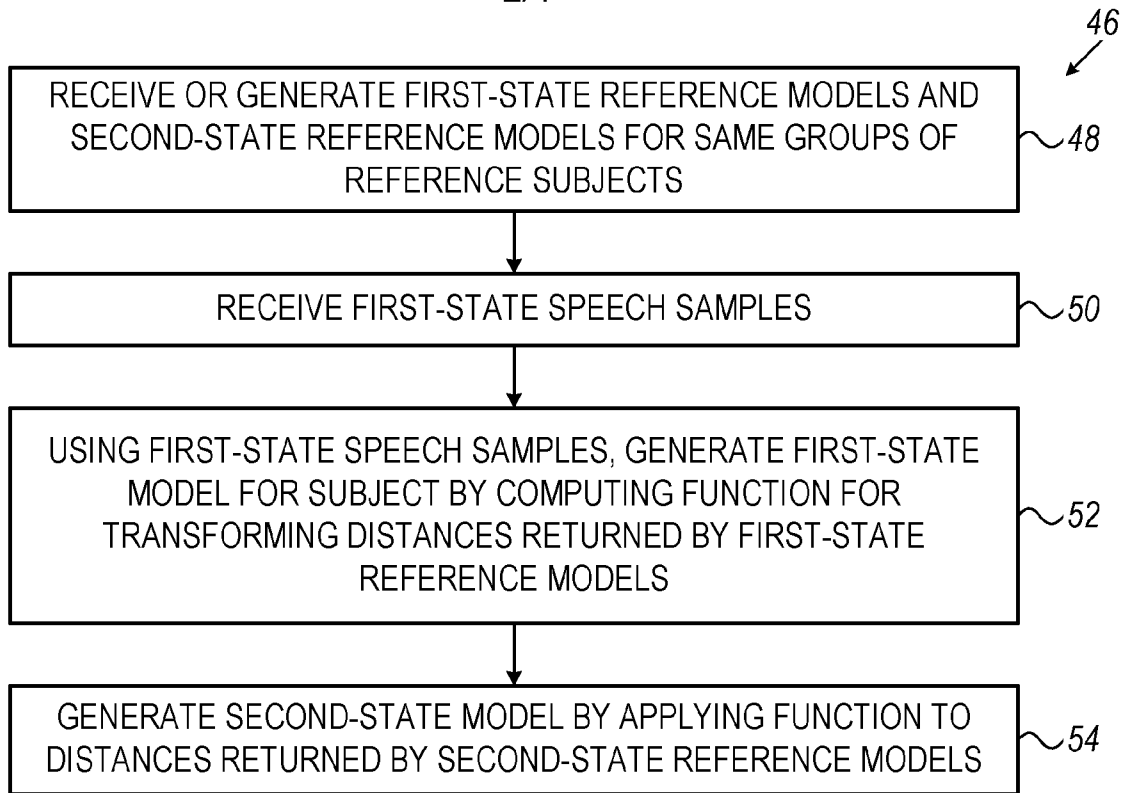 46
RECEIVE OR GENERATE FIRST-STATE REFERENCE MODELS AND
SECOND-STATE REFERENCE MODELS FOR SAME GROUPS OF
REFERENCE SUBJECTS
48
RECEIVE FIRST-STATE SPEECH SAMPLES
50
USING FIRST-STATE SPEECH SAMPLES, GENERATE FIRST-STATE
MODEL FOR SUBJECT BY COMPUTING FUNCTION FOR
TRANSFORMING DISTANCES RETURNED BY FIRST-STATE
REFERENCE MODELS
52
GENERATE SECOND-STATE MODEL BY APPLYING FUNCTION TO
DISTANCES RETURNED BY SECOND-STATE REFERENCE MODELS
54